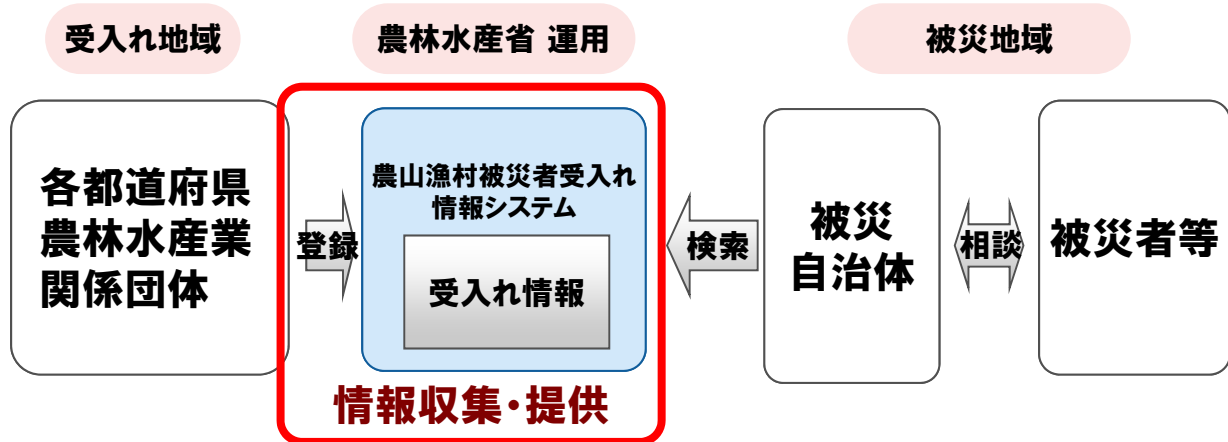 受入れ地域
農林水産省 運用
被災地域
各都道府県
農林水産業
関係団体
登録
農山漁村被災者受入れ
情報システム
受入れ情報
情報収集・提供
検索
被災
自治体
相談
被災者等